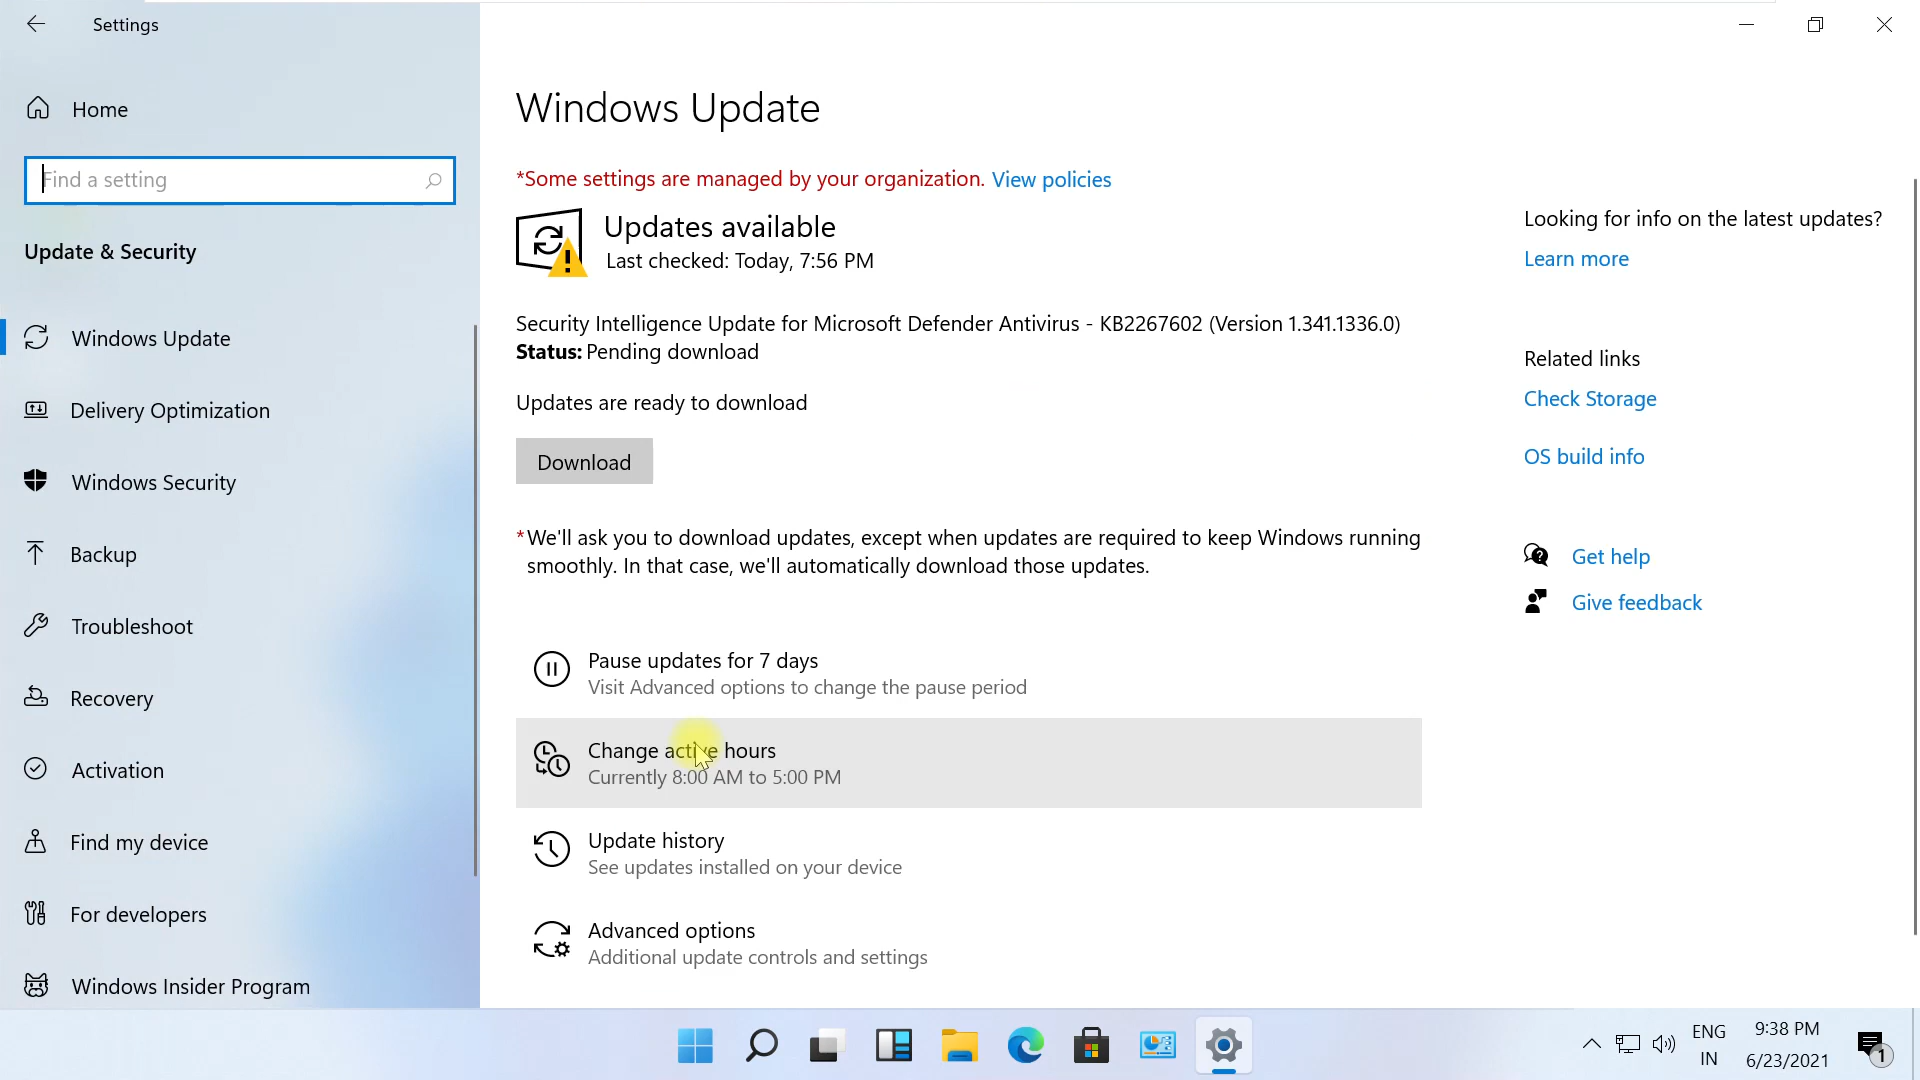 Settings
Home
Find a setting
Update & Security
Windows Update
Delivery Optimization
Windows Security
Backup
Troubleshoot
Recovery
Activation
Find my device
For developers
Windows Insider Program
Windows Update
*Some settings are managed by your organization. View policies
Updates available
Last checked: Today, 7:56 PM
Security Intelligence Update for Microsoft Defender Antivirus - KB2267602 (Version 1.341.1336.0)
Status: Pending download
Updates are ready to download
Download
*We'll ask you to download updates, except when updates are required to keep Windows running
smoothly. In that case, we'll automatically download those updates.
Pause updates for 7 days
Visit Advanced options to change the pause period
Change active hours
Currently 8:00 AM to 5:00 PM
Update history
See updates installed on your device
Advanced options
Additional update controls and settings
Looking for info on the latest updates?
Learn more
Related links
Check Storage
OS build info
Get help
Give feedback
ENG
IN
9:38 PM
6/23/2021
1